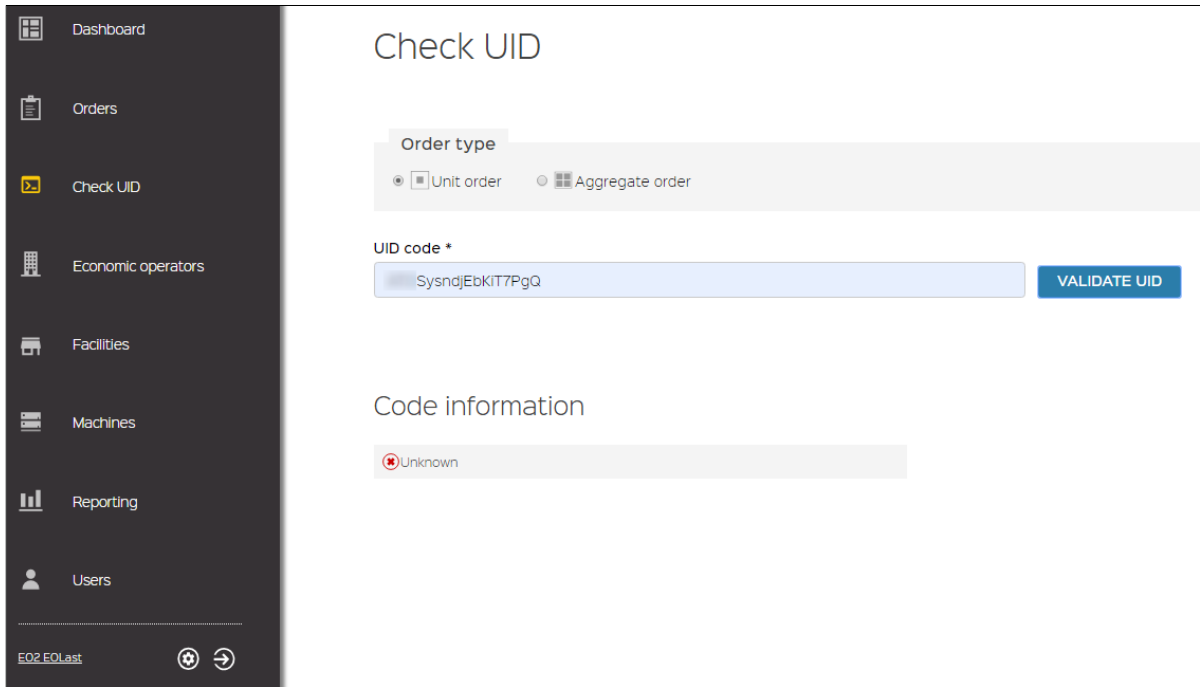 Dashboard
Orders
Check UID
Economic operators
Facilities
Machines
Reporting
Users
EO2 EOLast
Check UID
Order type
Unit order Aggregate order
UID code *
SysndjEbKiT7PgQ VALIDATE UID
Code information
Unknown